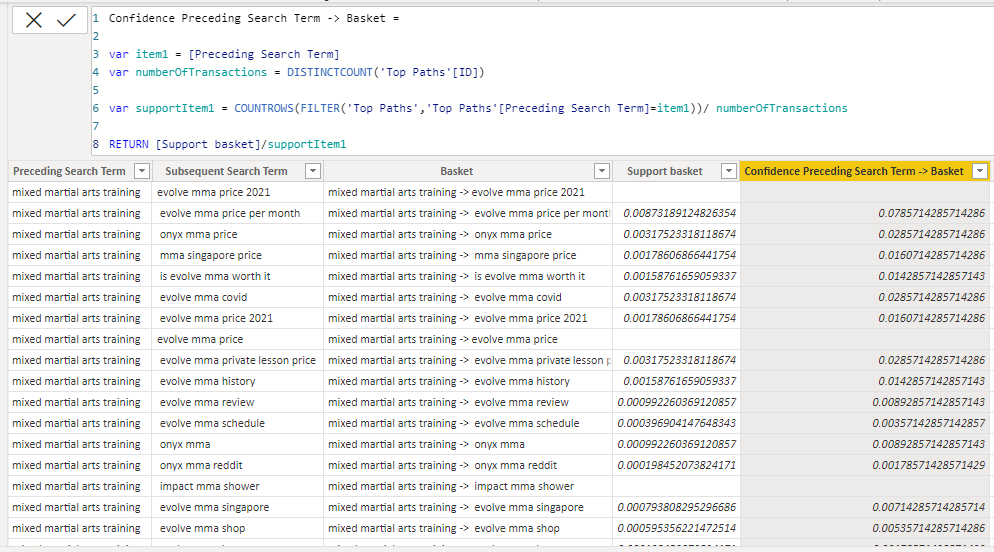 1 Confidence Preceding Search Term -> Basket =
2
3 var item1 = [Preceding Search Term]
4 var numberOfTransactions = DISTINCTCOUNT('Top Paths'[ID])
5
6 var supportItem1 = COUNTROWS(FILTER('Top Paths','Top Paths'[Preceding Search Term]=item1))/ numberOfTransactions
7
8 RETURN [Support basket]/supportItem1
Preceding Search Term Subsequent Search Term Basket Support basket Confidence Preceding Search Term -> Basket
mixed martial arts training evolve mma price 2021 mixed martial arts training -> evolve mma price 2021
mixed martial arts training evolve mma price per month mixed martial arts training -> evolve mma price per month 0.00873189124826354 0.0785714285714286
mixed martial arts training onyx mma price mixed martial arts training -> onyx mma price 0.00317523318118674 0.0285714285714286
mixed martial arts training mma singapore price mixed martial arts training -> mma singapore price 0.00178606866441754 0.0160714285714286
mixed martial arts training is evolve mma worth it mixed martial arts training -> is evolve mma worth it 0.00158761659059337 0.0142857142857143
mixed martial arts training evolve mma covid mixed martial arts training -> evolve mma covid 0.00317523318118674 0.0285714285714286
mixed martial arts training evolve mma price 2021 mixed martial arts training -> evolve mma price 2021 0.00178606866441754 0.0160714285714286
mixed martial arts training evolve mma price mixed martial arts training -> evolve mma price
mixed martial arts training evolve mma private lesson price mixed martial arts training -> evolve mma private lesson p 0.00317523318118674 0.0285714285714286
mixed martial arts training evolve mma history mixed martial arts training -> evolve mma history 0.00158761659059337 0.0142857142857143
mixed martial arts training evolve mma review mixed martial arts training -> evolve mma review 0.000992260369120857 0.00892857142857143
mixed martial arts training evolve mma schedule mixed martial arts training -> evolve mma schedule 0.000396904147648343 0.00357142857142857
mixed martial arts training onyx mma mixed martial arts training -> onyx mma 0.000992260369120857 0.00892857142857143
mixed martial arts training onyx mma reddit mixed martial arts training -> onyx mma reddit 0.000198452073824171 0.00178571428571429
mixed martial arts training impact mma shower mixed martial arts training -> impact mma shower
mixed martial arts training evolve mma singapore mixed martial arts training -> evolve mma singapore 0.000793808295296686 0.00714285714285714
mixed martial arts training evolve mma shop mixed martial arts training -> evolve mma shop 0.000595356221472514 0.00535714285714286